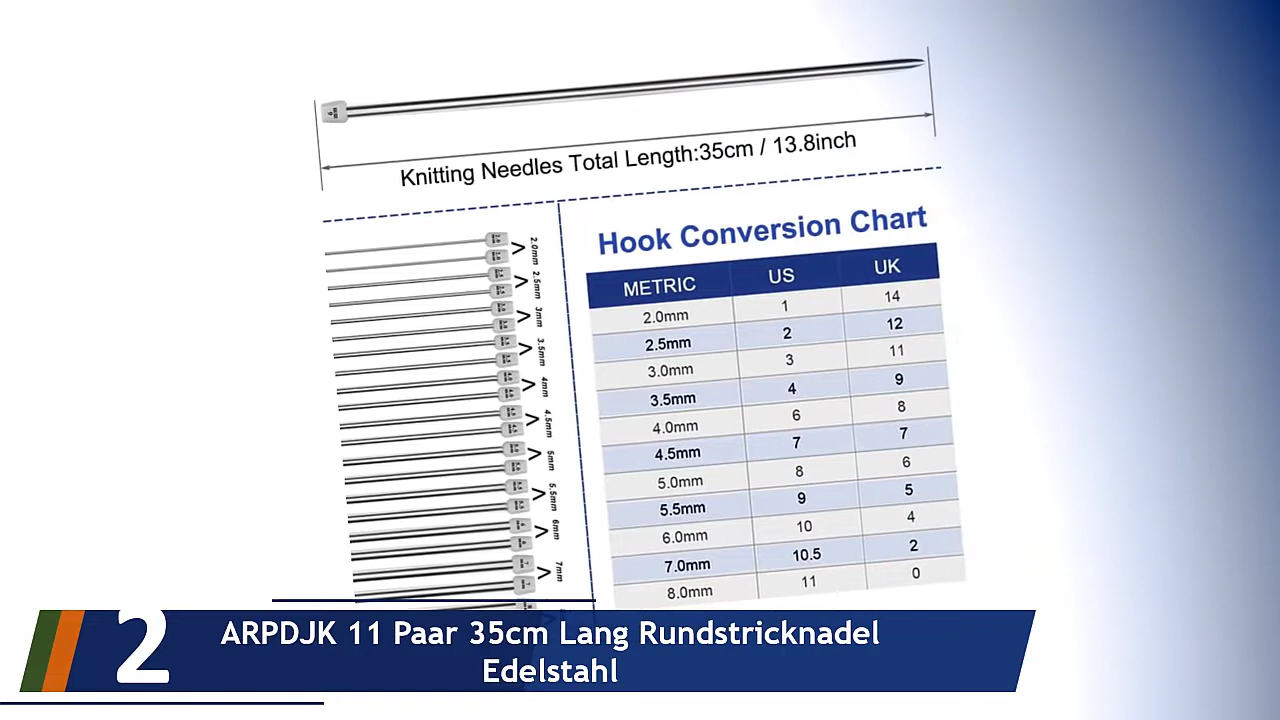 Knitting Needles Total Length:35cm / 13.8inch
Hook Conversion Chart
METRIC US UK
2.0mm 1 14
2.5mm 2 12
3.0mm 3 11
3.5mm 4 9
4.0mm 6 8
4.5mm 7 7
5.0mm 8 6
5.5mm 9 5
6.0mm 10 4
7.0mm 10.5 2
8.0mm 11 0
2.0mm
2.5mm
3mm
3.5mm
4mm
4.5mm
5mm
5.5mm
6mm
7mm
2
ARPDJK 11 Paar 35cm Lang Rundstricknadel
Edelstahl